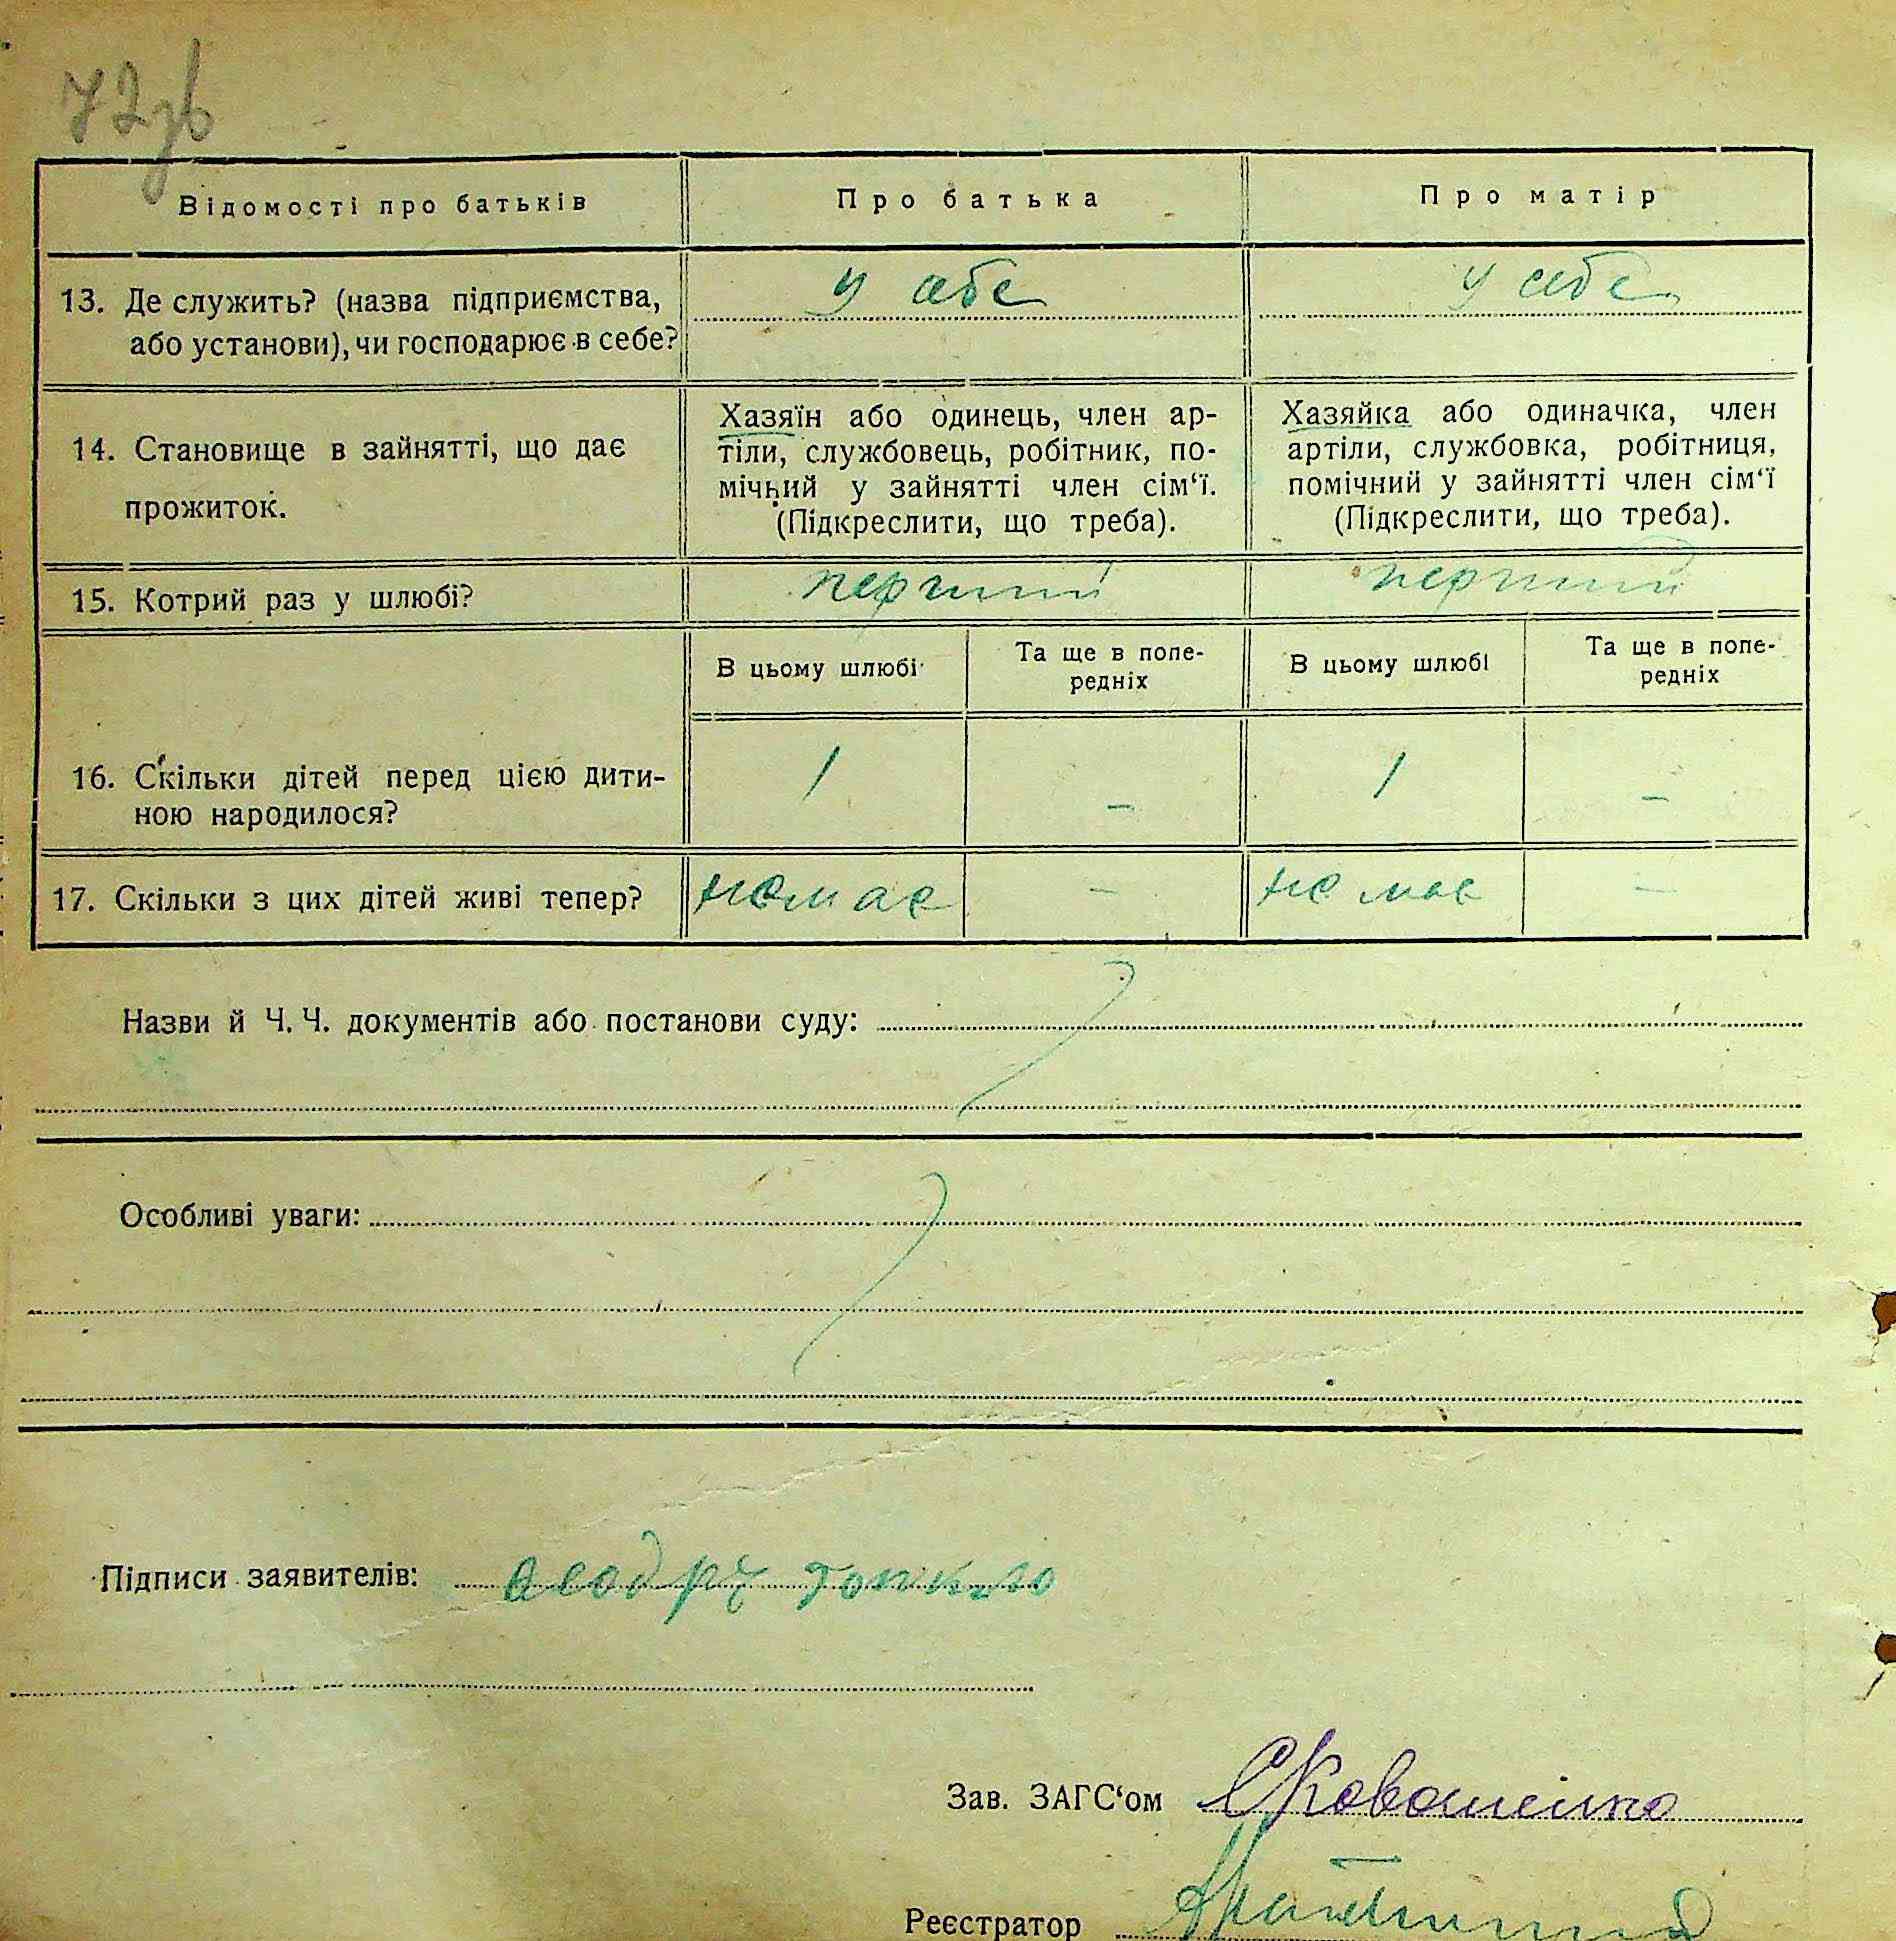 72зв
Відомості про батьків Про батька Про матір
13. Де служить? (назва підприємства, або установи), чи господарює в себе? у себе у себе
14. Становище в зайнятті, що дає прожиток.
Хазяїн або одинець, член ар-
тіли, службовець, робітник, по-
мічний у зайнятті член сім‘ї.
(Підкреслити, що треба).
Хазяйка або одиначка, член
артіли, службовка, робітниця,
помічний у зайнятті член сім‘ї
(Підкреслити, що треба).
15. Котрий раз у шлюбі? перший перший
В цьому шлюбі Та ще в попе-
редніх
В цьому шлюбі Та ще в попе-
редніх
16. Скільки дітей перед цією дити-
ною народилося? 1 – 1 –
17. Скільки з цих дітей живі тепер? немає – немає –
Назви й Ч. Ч. документів або постанови суду:
Особливі уваги:
Підписи заявителів:
Зав. ЗАГС‘ом
Реєстратор